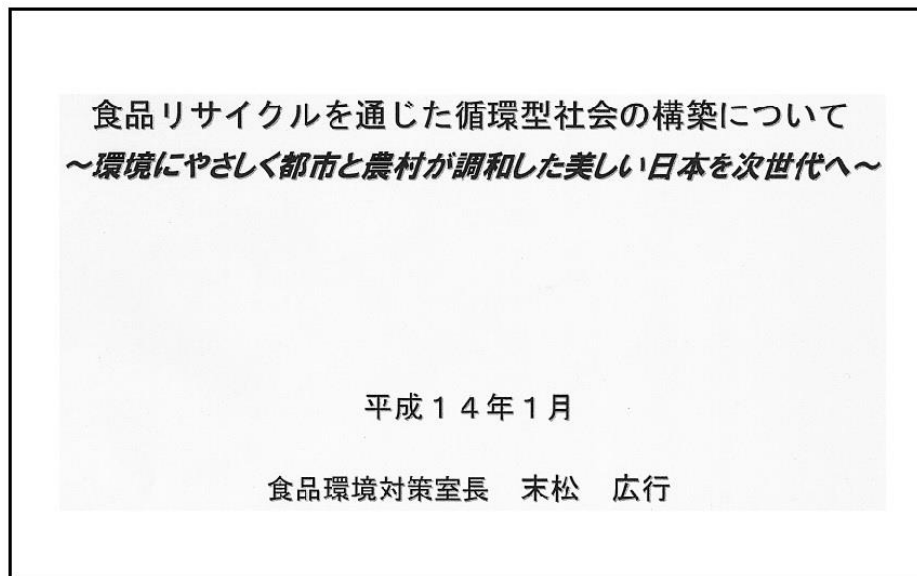 食品リサイクルを通じた循環型社会の構築について
～環境にやさしく都市と農村が調和した美しい日本を次世代へ～
平成１４年１月
食品環境対策室長　末松　広行